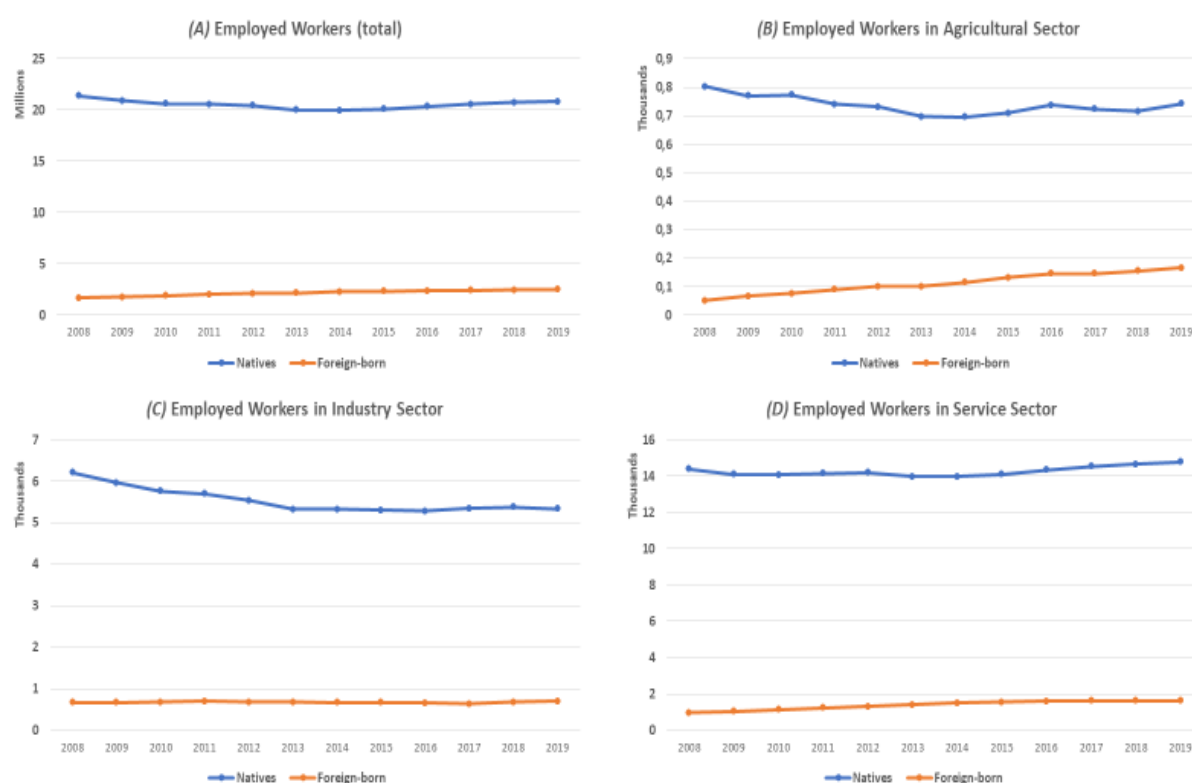 (A) Employed Workers (total)
Millions
25
20
15
10
5
0
2008 2009 2010 2011 2012 2013 2014 2015 2016 2017 2018 2019
Natives Foreign-born
(B) Employed Workers in Agricultural Sector
Thousands
0,9
0,8
0,7
0,6
0,5
0,4
0,3
0,2
0,1
0
2008 2009 2010 2011 2012 2013 2014 2015 2016 2017 2018 2019
Natives Foreign-born
(C) Employed Workers in Industry Sector
Thousands
7
6
5
4
3
2
1
0
2008 2009 2010 2011 2012 2013 2014 2015 2016 2017 2018 2019
Natives Foreign-born
(D) Employed Workers in Service Sector
Thousands
16
14
12
10
8
6
4
2
0
2008 2009 2010 2011 2012 2013 2014 2015 2016 2017 2018 2019
Natives Foreign-born